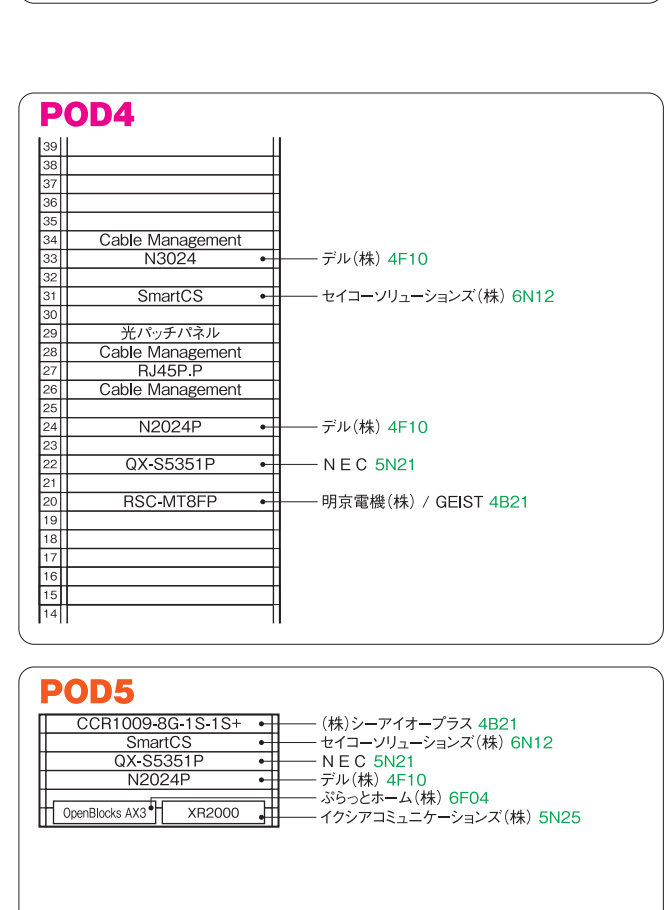 POD4
39
38
37
36
35
34 Cable Management
33 N3024 デル(株) 4F10
32
31 SmartCS セイコーソリューションズ(株) 6N12
30
29 光パッチパネル
28 Cable Management
27 RJ45P.P
26 Cable Management
25
24 N2024P デル(株) 4F10
23
22 QX-S5351P NEC 5N21
21
20 RSC-MT8FP 明京電機(株) / GEIST 4B21
19
18
17
16
15
14
POD5
CCR1009-8G-1S-1S+ (株)シーアイオープラス 4B21
SmartCS セイコーソリューションズ(株) 6N12
QX-S5351P NEC 5N21
N2024P デル(株) 4F10
OpenBlocks AX3 ぷらっとホーム(株) 6F04
XR2000 イクシアコミュニケーションズ(株) 5N25